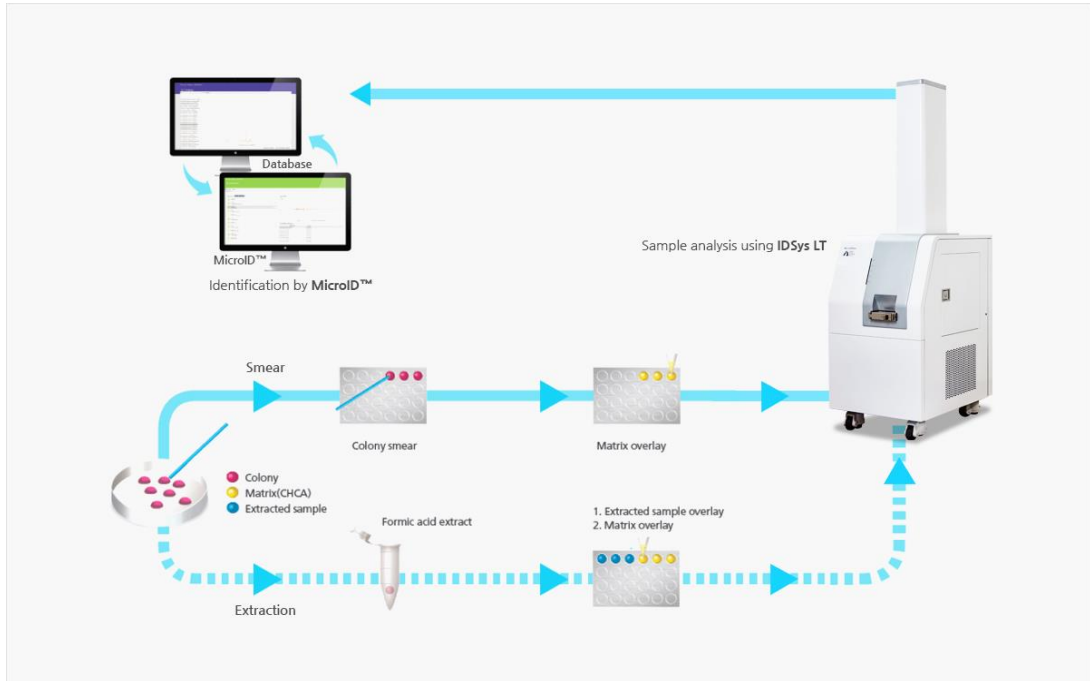 Database
MicroID™
Identification by MicroID™
Sample analysis using IDSys LT
Smear
Colony smear
Matrix overlay
Colony
Matrix(CHCA)
Extracted sample
Formic acid extract
1. Extracted sample overlay
2. Matrix overlay
Extraction